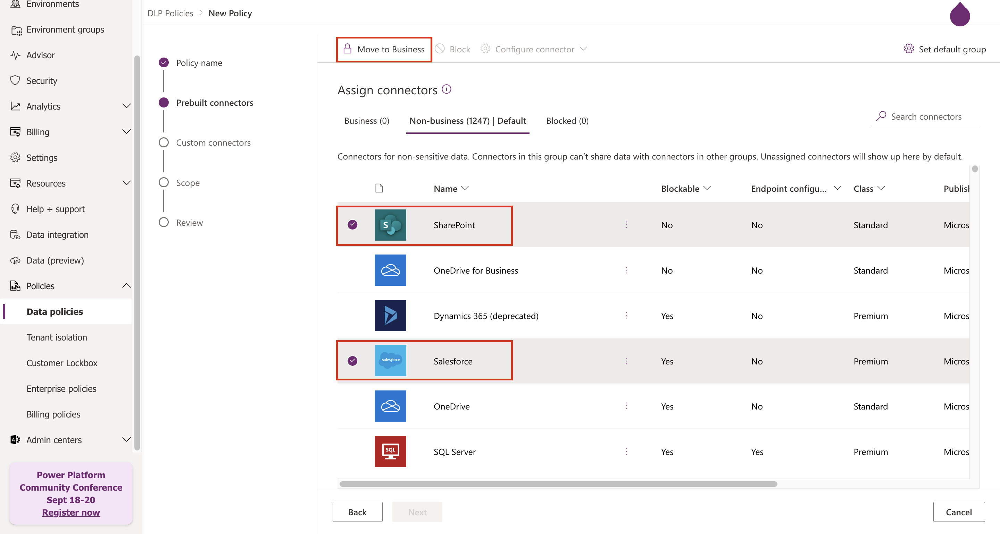 Environments
Environment groups
Advisor
Security
Analytics
Billing
Settings
Resources
Help + support
Data integration
Data (preview)
Policies
Data policies
Tenant isolation
Customer Lockbox
Enterprise policies
Billing policies
Admin centers
Power Platform
Community Conference
Sept 18-20
Register now
DLP Policies > New Policy
Policy name
Prebuilt connectors
Custom connectors
Scope
Review
Move to Business Block Configure connector Set default group
Assign connectors
Business (0) Non-business (1247) | Default Blocked (0) Search connectors
Connectors for non-sensitive data. Connectors in this group can’t share data with connectors in other groups. Unassigned connectors will show up here by default.
Name Blockable Endpoint configu... Class Publish
S SharePoint No No Standard Micros
OneDrive for Business No No Standard Micros
Dynamics 365 (deprecated) Yes No Premium Micros
salesforce Salesforce Yes No Premium Micros
OneDrive Yes No Standard Micros
SQL SQL Server Yes Yes Premium Micros
Back Next Cancel